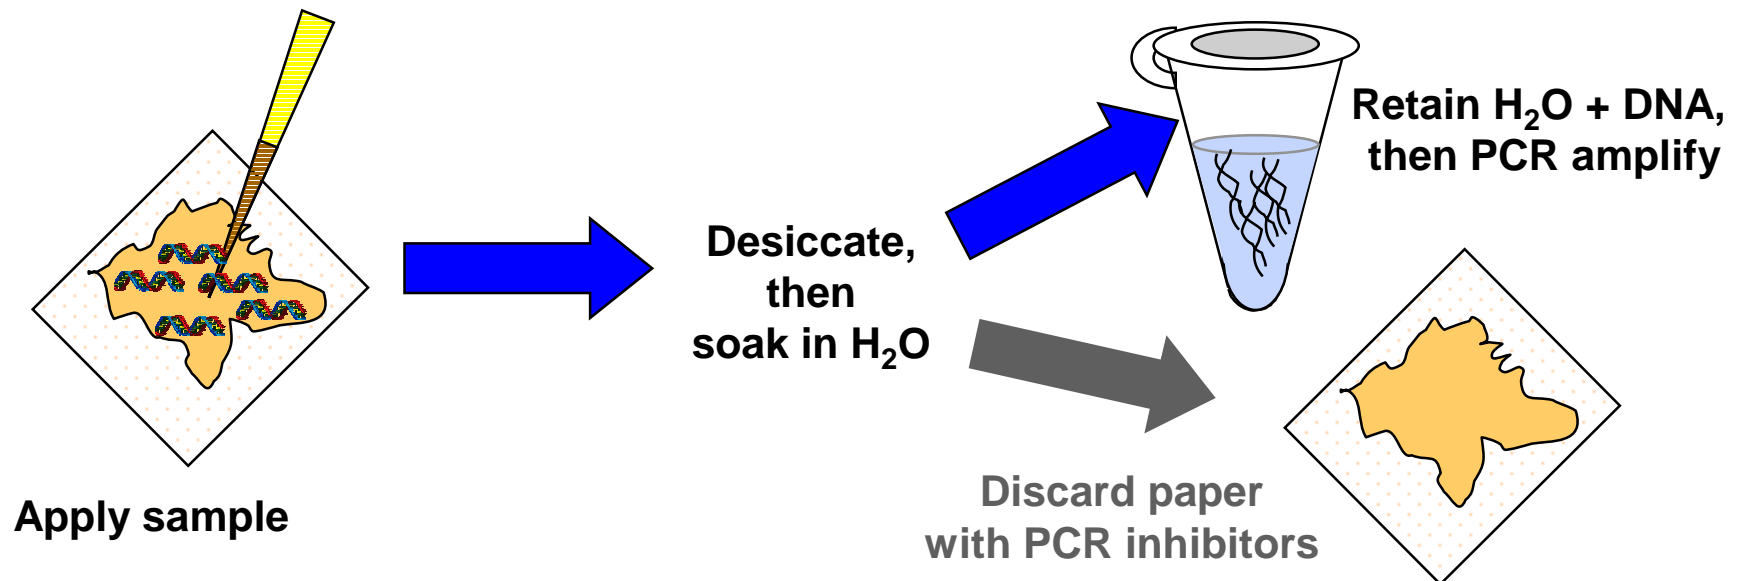 Apply sample
Desiccate,
then
soak in H₂O
Retain H₂O + DNA,
then PCR amplify
Discard paper
with PCR inhibitors